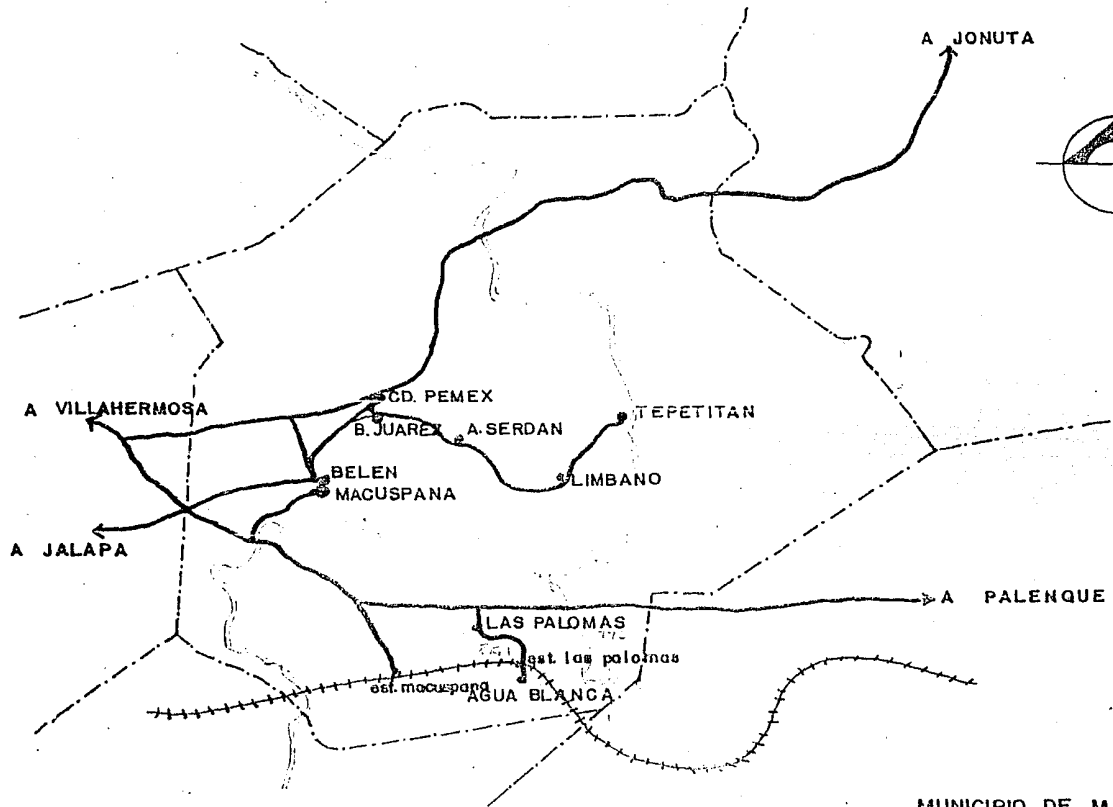 A JONUTA
A VILLAHERMOSA
CD. PEMEX
B. JUAREZ
A. SERDAN
TEPETITAN
BELEN
MACUSPANA
LIMBANO
A JALAPA
A PALENQUE
LAS PALOMAS
est. las palomas
est. macuspana
AGUA BLANCA
MUNICIPIO DE M